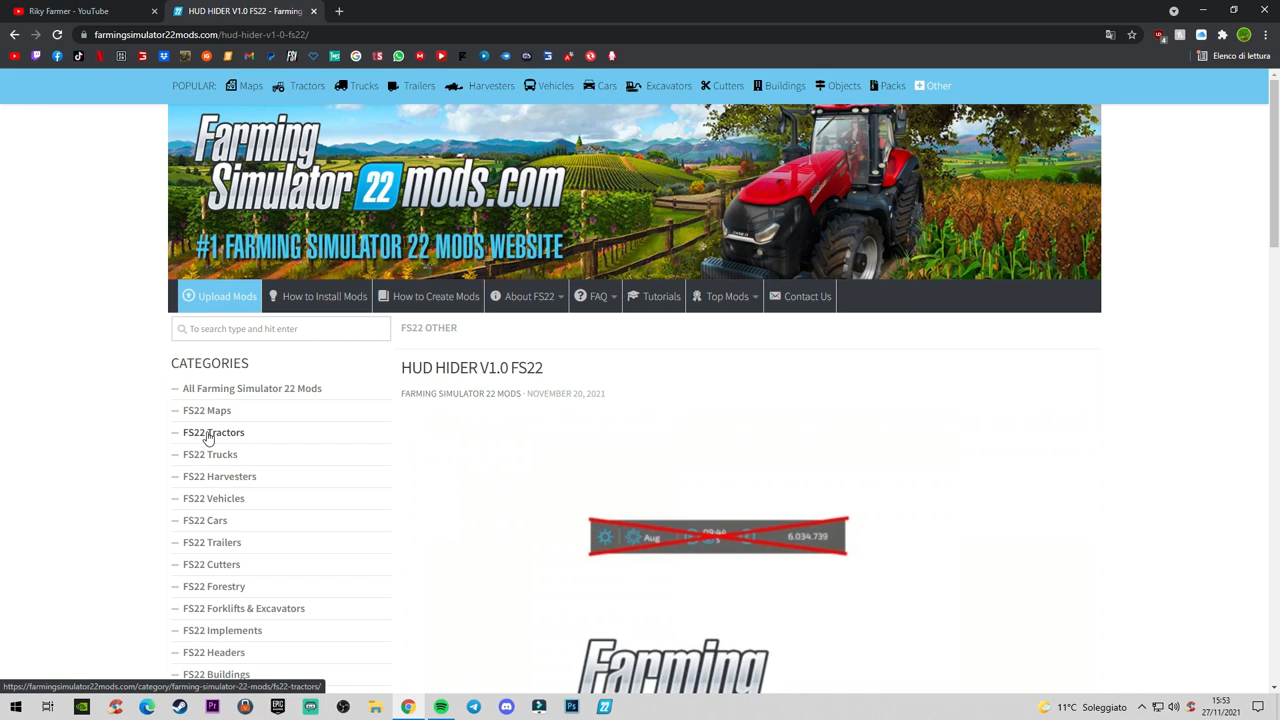 Riky Farmer
HUD HIDER V1.0 FS22 - Farming
farmingsimulator22mods.com/hud-hider-v1-0-fs22/
Elenco di lettura
POPULAR: Maps Tractors Trucks Trailers Harvesters Vehicles Cars Excavators Cutters Buildings Objects Packs Other
Farming
Simulator 22 mods.com
#1 FARMING SIMULATOR 22 MODS WEBSITE
Upload Mods How to Install Mods How to Create Mods About FS22 FAQ Tutorials Top Mods Contact Us
To search type and hit enter
FS22 OTHER
CATEGORIES
HUD HIDER V1.0 FS22
FARMING SIMULATOR 22 MODS · NOVEMBER 20, 2021
All Farming Simulator 22 Mods
FS22 Maps
FS22 Tractors
FS22 Trucks
FS22 Harvesters
FS22 Vehicles
FS22 Cars
FS22 Trailers
FS22 Cutters
FS22 Forestry
FS22 Forklifts & Excavators
FS22 Implements
FS22 Headers
FS22 Buildings
Aug 6.034.739
Farming
https://farmingsimulator22mods.com/category/farming-simulator-22-mods/fs22-tractors/
11°C Soleggiato
15:53
27/11/2021